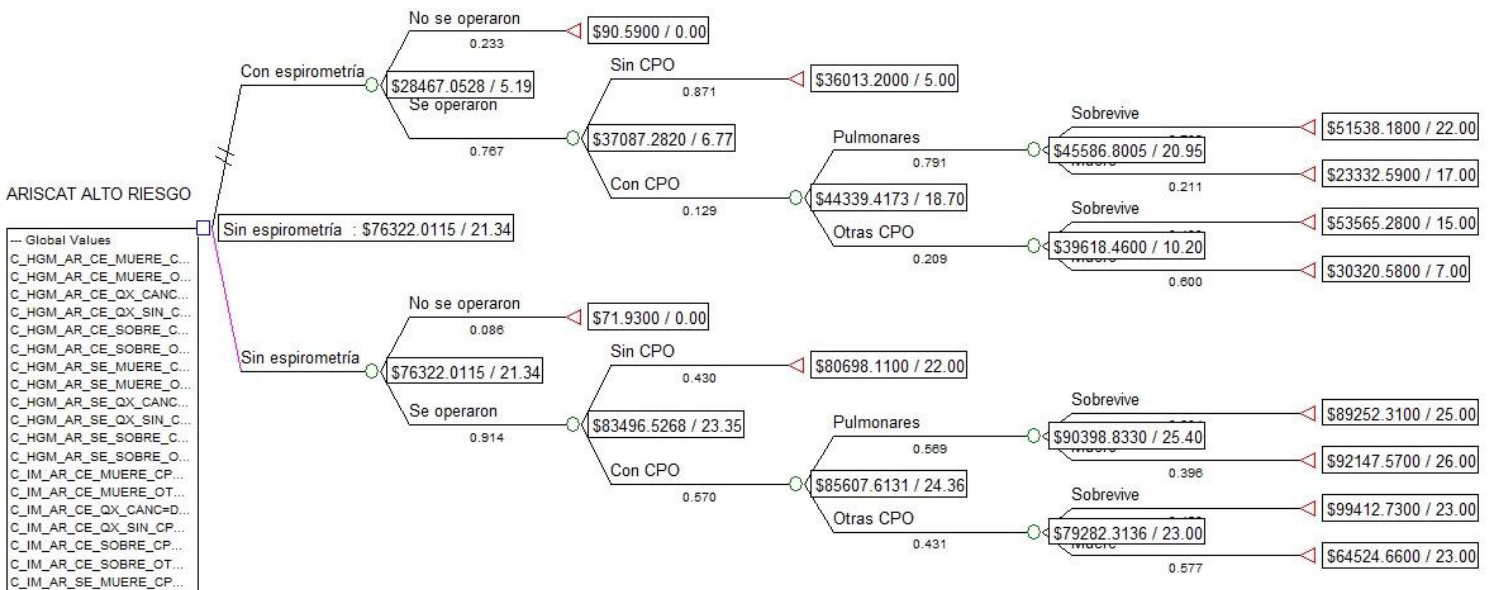 No se operaron
0.233
$90.5900 / 0.00
Con espirometría
$28467.0528 / 5.19
Se operaron
0.767
Sin CPO
0.871
$36013.2000 / 5.00
$37087.2820 / 6.77
Con CPO
0.129
Pulmonares
0.791
$44339.4173 / 18.70
Otras CPO
0.209
Sobrevive
$51538.1800 / 22.00
$45586.8005 / 20.95
0.211
$23332.5900 / 17.00
Sobrevive
$53565.2800 / 15.00
$39618.4600 / 10.20
Muere
0.600
$30320.5800 / 7.00
ARISCAT ALTO RIESGO
Sin espirometría : $76322.0115 / 21.34
--- Global Values
C_HGM_AR_CE_MUERE_C...
C_HGM_AR_CE_MUERE_O...
C_HGM_AR_CE_QX_CANC...
C_HGM_AR_CE_QX_SIN_C...
C_HGM_AR_CE_SOBRE_C...
C_HGM_AR_CE_SOBRE_O...
C_HGM_AR_SE_MUERE_C...
C_HGM_AR_SE_MUERE_O...
C_HGM_AR_SE_QX_CANC...
C_HGM_AR_SE_QX_SIN_C...
C_HGM_AR_SE_SOBRE_C...
C_HGM_AR_SE_SOBRE_O...
C_IM_AR_CE_MUERE_CP...
C_IM_AR_CE_MUERE_OT...
C_IM_AR_CE_QX_CANC=D...
C_IM_AR_CE_QX_SIN_CP...
C_IM_AR_CE_SOBRE_CP...
C_IM_AR_CE_SOBRE_OT...
C_IM_AR_SE_MUERE_CP...
No se operaron
0.086
$71.9300 / 0.00
Sin espirometría
$76322.0115 / 21.34
Se operaron
0.914
Sin CPO
0.430
$80698.1100 / 22.00
$83496.5268 / 23.35
Con CPO
0.570
Pulmonares
0.569
$85607.6131 / 24.36
Otras CPO
0.431
Sobrevive
$89252.3100 / 25.00
$90398.8330 / 25.40
Muere
0.396
$92147.5700 / 26.00
Sobrevive
$99412.7300 / 23.00
$79282.3136 / 23.00
Muere
0.577
$64524.6600 / 23.00